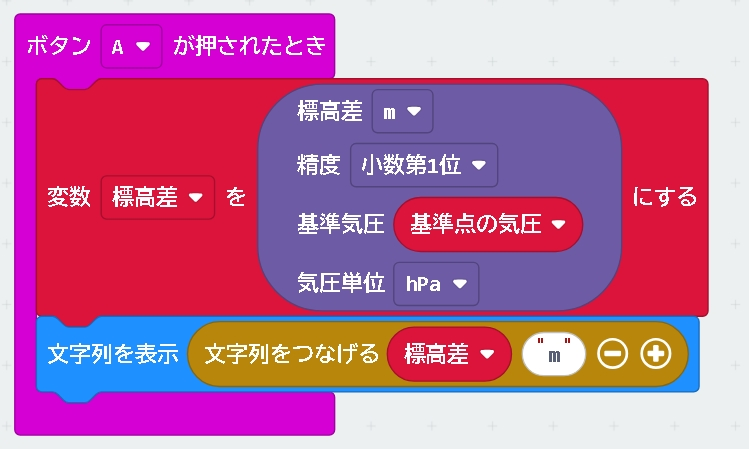 ボタン A が押されたとき
標高差 m
精度 小数第1位
変数 標高差 を にする
基準気圧 基準点の気圧
気圧単位 hPa
文字列を表示 文字列をつなげる 標高差 "m"